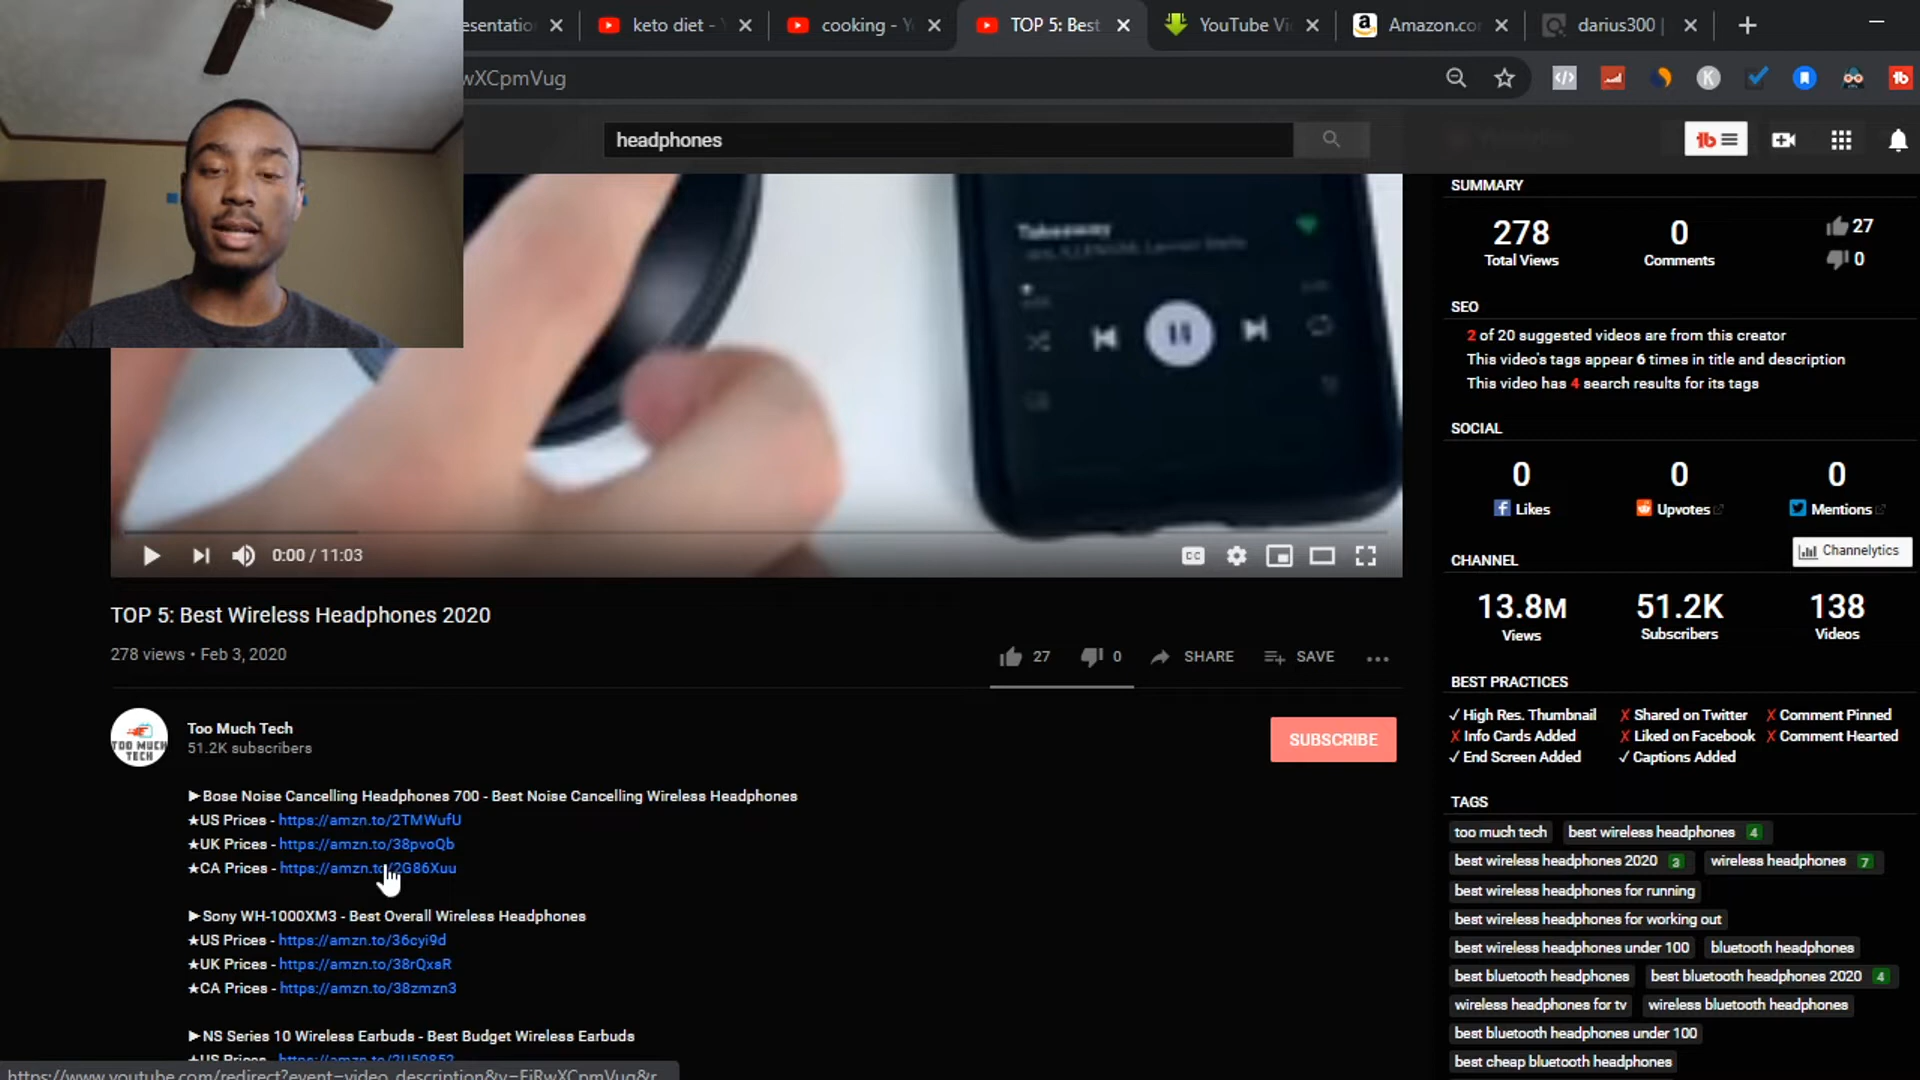 esentation
keto diet - Y
cooking - Y
TOP 5: Best
YouTube Vi
Amazon.co
darius300 |
wXCpmVug
headphones
SUMMARY
278
Total Views
0
Comments
27
0
SEO
2 of 20 suggested videos are from this creator
This video's tags appear 6 times in title and description
This video has 4 search results for its tags
SOCIAL
0
Likes
0
Upvotes
0
Mentions
Channelytics
CHANNEL
13.8M
Views
51.2K
Subscribers
138
Videos
Takeaway
CC
0:00 / 11:03
TOP 5: Best Wireless Headphones 2020
278 views • Feb 3, 2020
27
0
SHARE
SAVE
TOO MUCH
TECH
Too Much Tech
51.2K subscribers
SUBSCRIBE
►Bose Noise Cancelling Headphones 700 - Best Noise Cancelling Wireless Headphones
★US Prices - https://amzn.to/2TMWufU
★UK Prices - https://amzn.to/38pvoQb
★CA Prices - https://amzn.to/2G86Xuu
►Sony WH-1000XM3 - Best Overall Wireless Headphones
★US Prices - https://amzn.to/36cyi9d
★UK Prices - https://amzn.to/38rQxsR
★CA Prices - https://amzn.to/38zmzn3
►NS Series 10 Wireless Earbuds - Best Budget Wireless Earbuds
★US Prices - https://amzn.to/2U50852
BEST PRACTICES
✓ High Res. Thumbnail
✗ Shared on Twitter
✗ Comment Pinned
✗ Info Cards Added
✗ Liked on Facebook
✗ Comment Hearted
✓ End Screen Added
✓ Captions Added
TAGS
too much tech
best wireless headphones 4
best wireless headphones 2020 3
wireless headphones 7
best wireless headphones for running
best wireless headphones for working out
best wireless headphones under 100
bluetooth headphones
best bluetooth headphones
best bluetooth headphones 2020 4
wireless headphones for tv
wireless bluetooth headphones
best bluetooth headphones under 100
best cheap bluetooth headphones